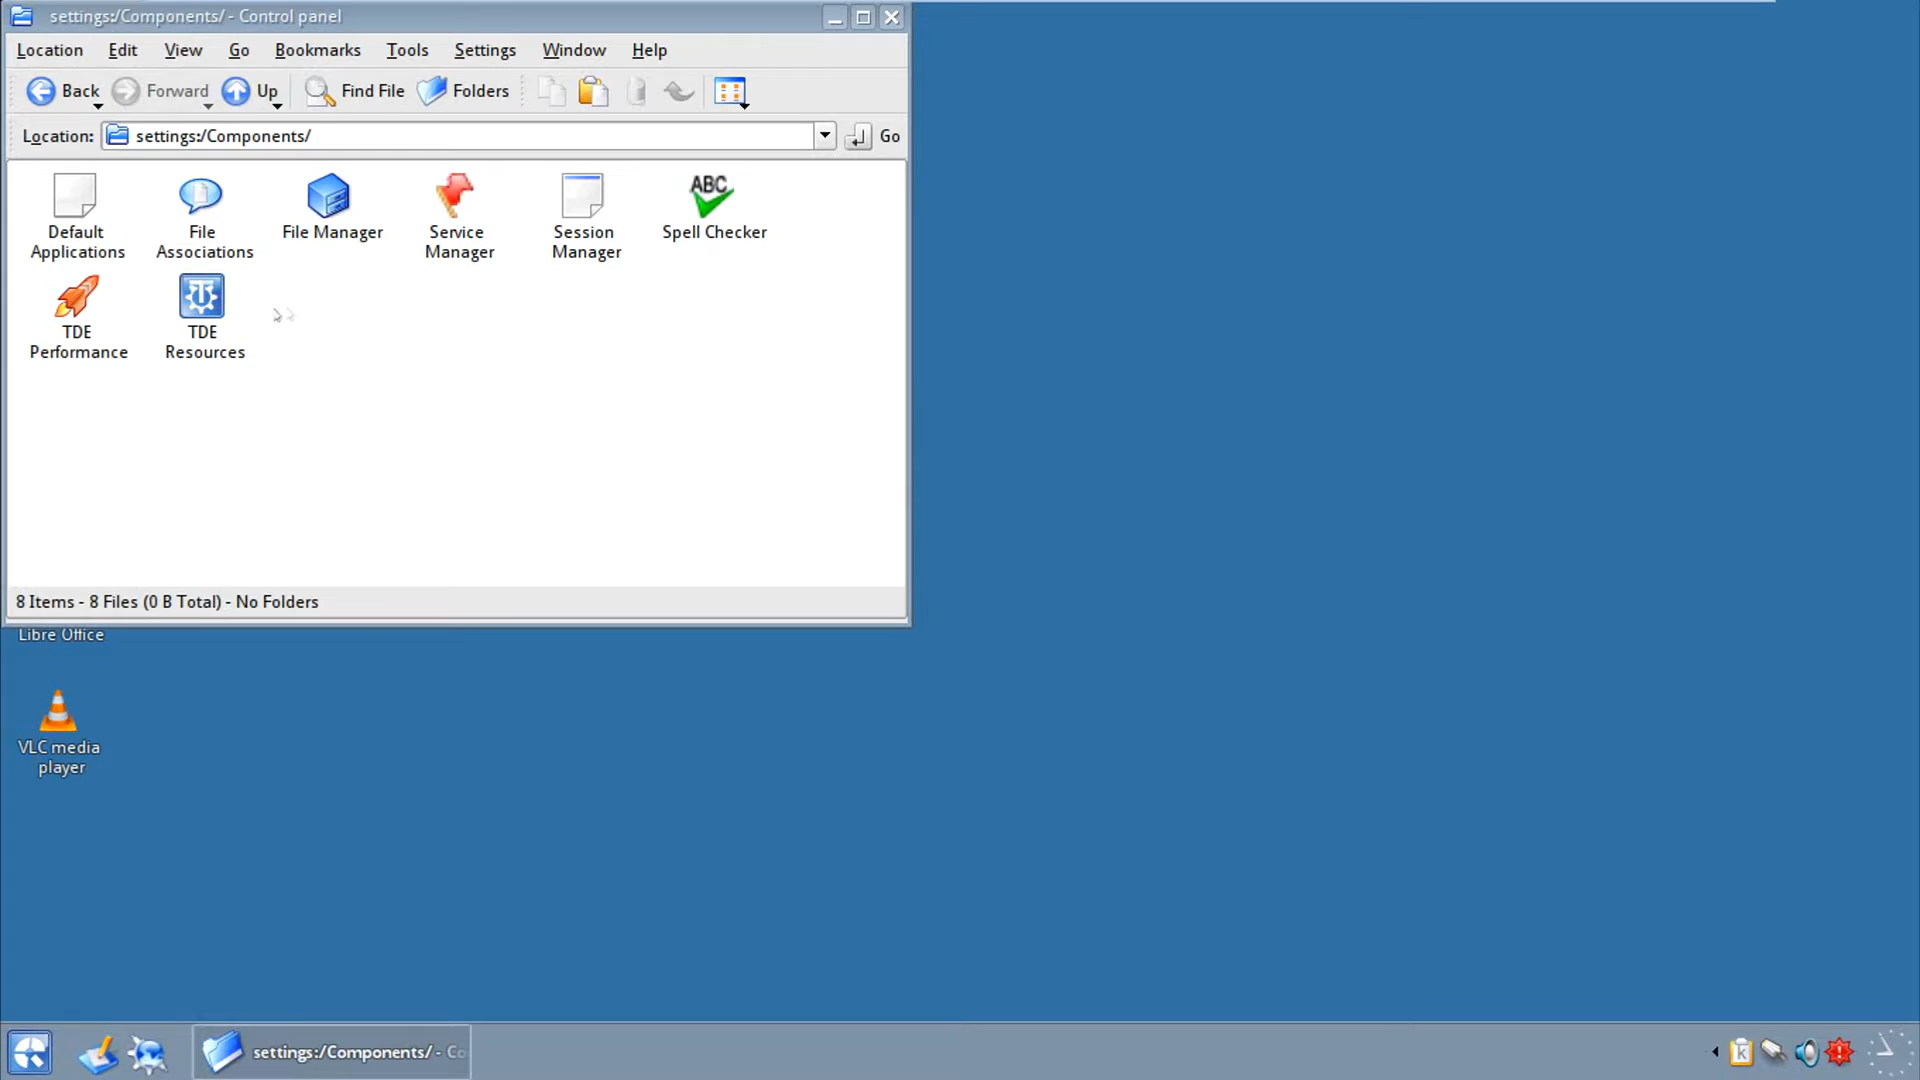 settings:/Components/ - Control panel
Location Edit View Go Bookmarks Tools Settings Window Help
Back Forward Up Find File Folders
Location: settings:/Components/ Go
ABC
Default Applications
File Associations
File Manager
Service Manager
Session Manager
Spell Checker
TDE Performance
TDE Resources
8 Items - 8 Files (0 B Total) - No Folders
Libre Office
VLC media
player
settings:/Components/ - Co
k